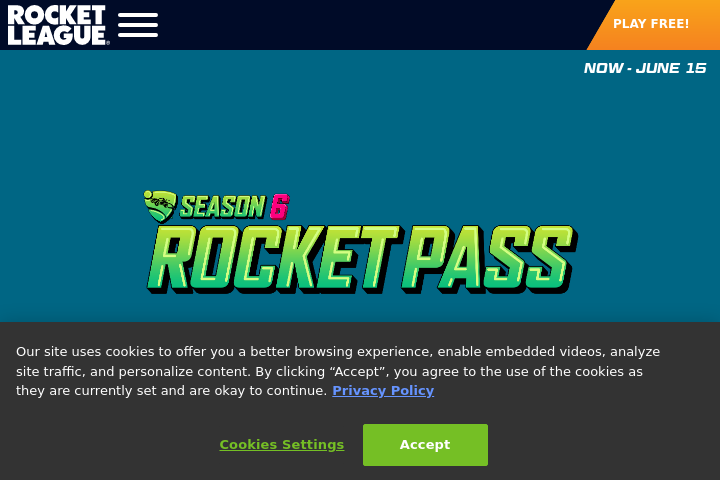 ROCKET
LEAGUE
PLAY FREE!
NOW - JUNE 15
SEASON 6
ROCKET PASS
Our site uses cookies to offer you a better browsing experience, enable embedded videos, analyze
site traffic, and personalize content. By clicking “Accept”, you agree to the use of the cookies as
they are currently set and are okay to continue. Privacy Policy
Cookies Settings
Accept